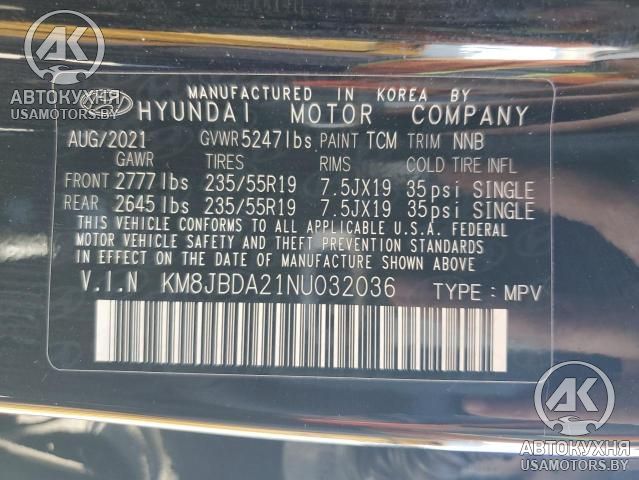 AK
АВТОКУХНЯ
USAMOTORS.BY
MANUFACTURED IN KOREA BY
HYUNDAI MOTOR COMPANY
AUG/2021 GVWR 5247lbs PAINT TCM TRIM NNB
GAWR TIRES RIMS COLD TIRE INFL
FRONT 2777lbs 235/55R19 7.5JX19 35psi SINGLE
REAR 2645lbs 235/55R19 7.5JX19 35psi SINGLE
THIS VEHICLE CONFORMS TO ALL APPLICABLE U.S.A. FEDERAL
MOTOR VEHICLE SAFETY AND THEFT PREVENTION STANDARDS
IN EFFECT ON THE DATE OF MANUFACTURE SHOWN ABOVE.
V.I.N KM8JBDA21NU032036 TYPE: MPV
AK
АВТОКУХНЯ
USAMOTORS.BY